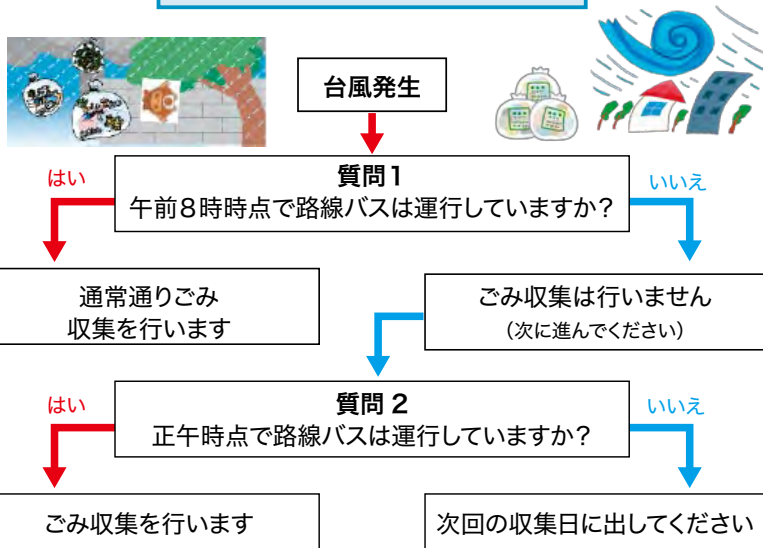 台風発生
質問1
午前8時時点で路線バスは運行していますか?
はい
いいえ
通常通りごみ
収集を行います
ごみ収集は行いません
(次に進んでください)
質問 2
正午時点で路線バスは運行していますか?
はい
いいえ
ごみ収集を行います
次回の収集日に出してください